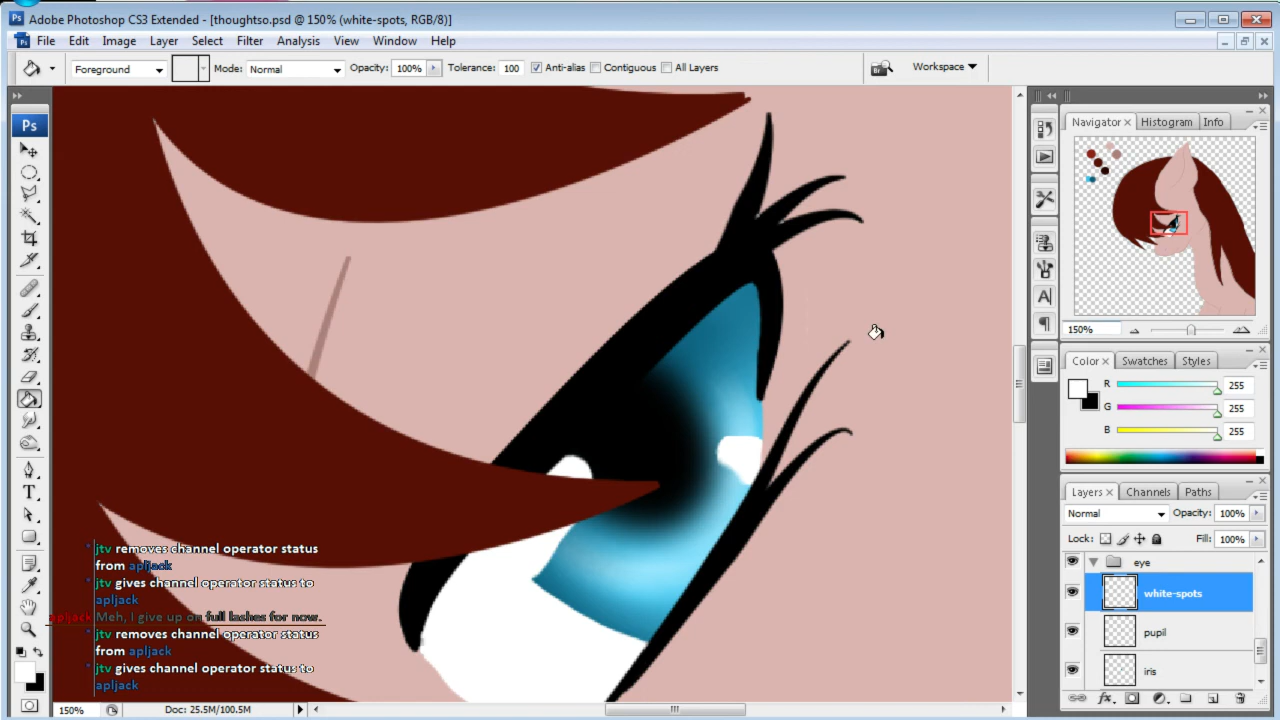 Adobe Photoshop CS3 Extended - [thoughtso.psd @ 150% (white-spots, RGB/8)]
File Edit Image Layer Select Filter Analysis View Window Help
Foreground Mode: Normal Opacity: 100% Tolerance: 100 Anti-alias Contiguous All Layers Workspace
Ps
Navigator Histogram Info
150%
Color Swatches Styles
R 255
G 255
B 255
Layers Channels Paths
Normal Opacity: 100%
Lock: Fill: 100%
eye
white-spots
pupil
iris
* jtv removes channel operator status
from apljack
* jtv gives channel operator status to
apljack
apljack Meh, I give up on full lashes for now.
* jtv removes channel operator status
from apljack
* jtv gives channel operator status to
apljack
150% Doc: 25.5M/100.5M